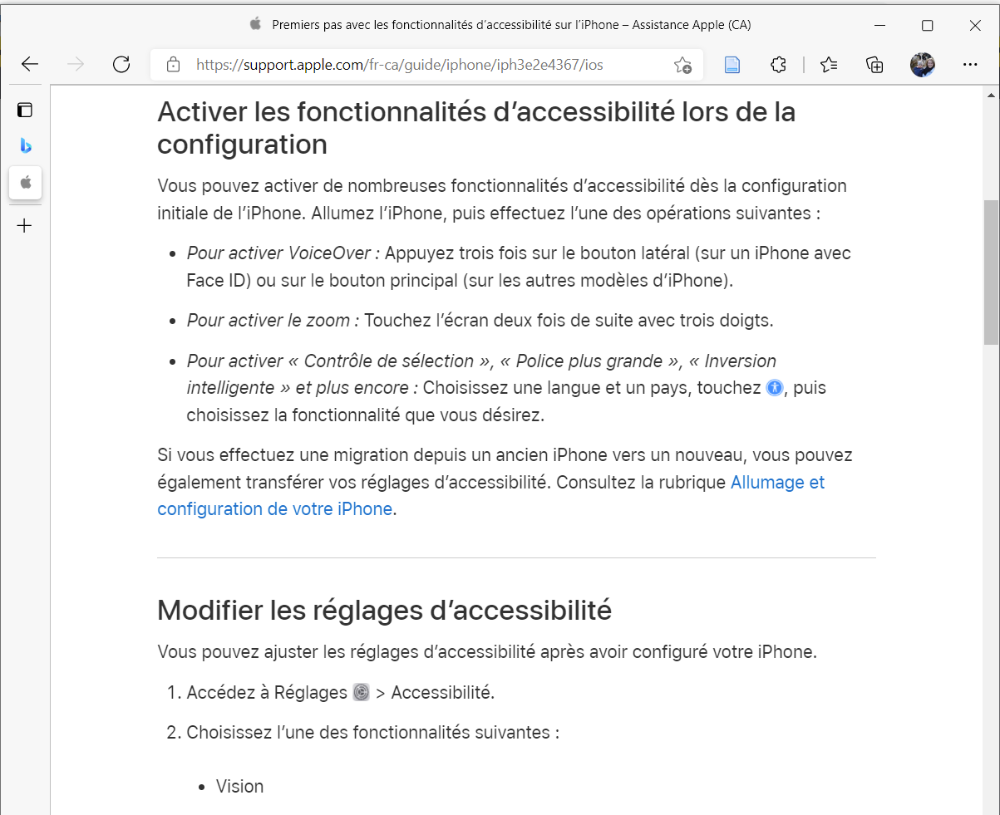 Premiers pas avec les fonctionnalités d’accessibilité sur l’iPhone – Assistance Apple (CA)
https://support.apple.com/fr-ca/guide/iphone/iph3e2e4367/ios
Activer les fonctionnalités d’accessibilité lors de la
configuration
Vous pouvez activer de nombreuses fonctionnalités d’accessibilité dès la configuration
initiale de l’iPhone. Allumez l’iPhone, puis effectuez l’une des opérations suivantes :
• Pour activer VoiceOver : Appuyez trois fois sur le bouton latéral (sur un iPhone avec
Face ID) ou sur le bouton principal (sur les autres modèles d’iPhone).
• Pour activer le zoom : Touchez l’écran deux fois de suite avec trois doigts.
• Pour activer « Contrôle de sélection », « Police plus grande », « Inversion
intelligente » et plus encore : Choisissez une langue et un pays, touchez , puis
choisissez la fonctionnalité que vous désirez.
Si vous effectuez une migration depuis un ancien iPhone vers un nouveau, vous pouvez
également transférer vos réglages d’accessibilité. Consultez la rubrique Allumage et
configuration de votre iPhone.
Modifier les réglages d’accessibilité
Vous pouvez ajuster les réglages d’accessibilité après avoir configuré votre iPhone.
1. Accédez à Réglages > Accessibilité.
2. Choisissez l’une des fonctionnalités suivantes :
• Vision